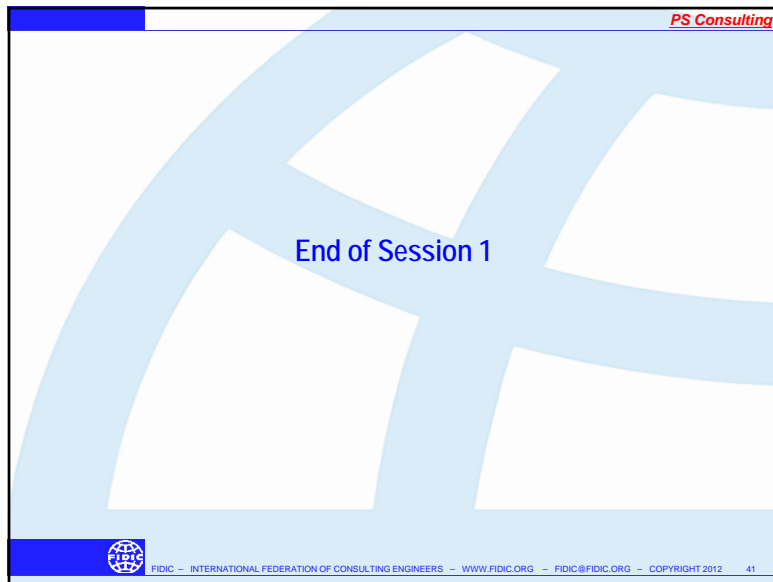 PS Consulting
End of Session 1
FIDIC
FIDIC – INTERNATIONAL FEDERATION OF CONSULTING ENGINEERS – WWW.FIDIC.ORG – FIDIC@FIDIC.ORG – COPYRIGHT 2012 41